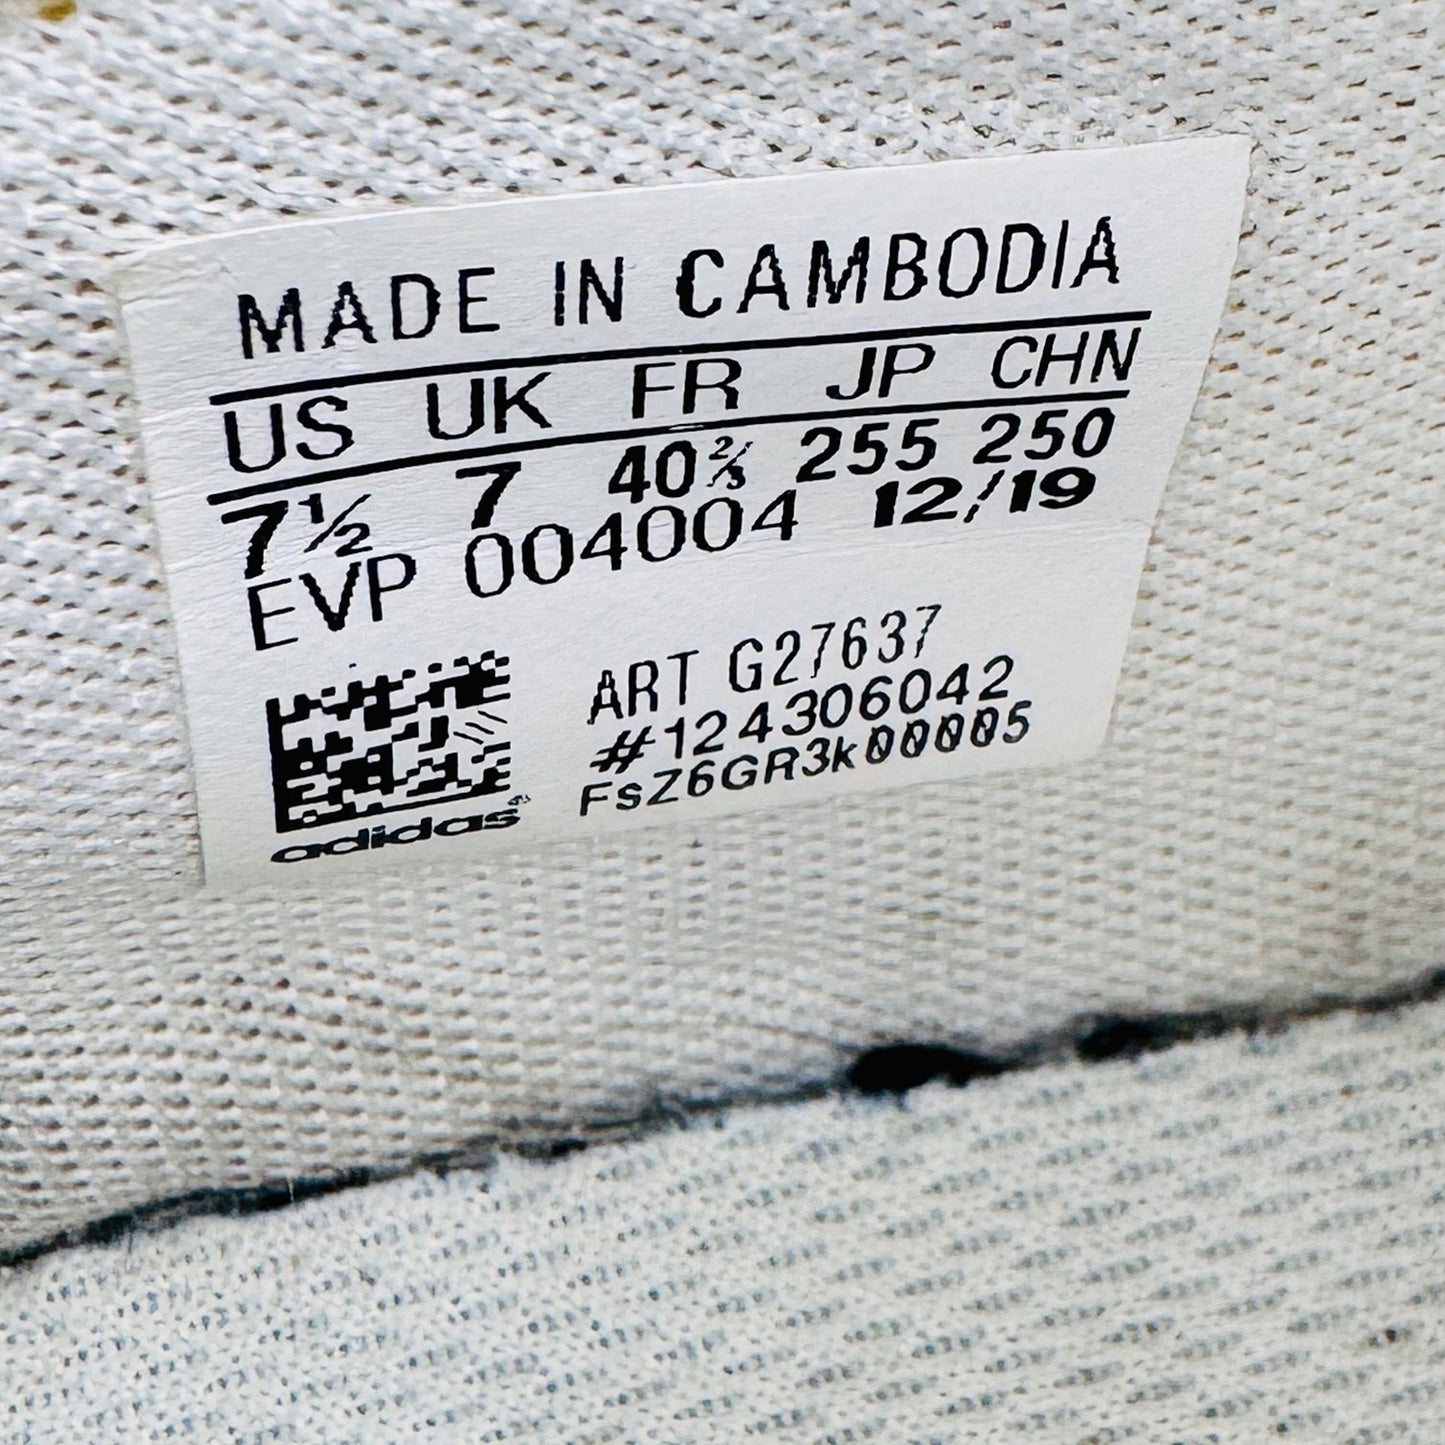 MADE IN CAMBODIA
US UK FR JP CHN
7½ 7 40⅔ 255 250
EVP 004004 12/19
ART G27637
#124306042
FsZ6GR3k00005
adidas